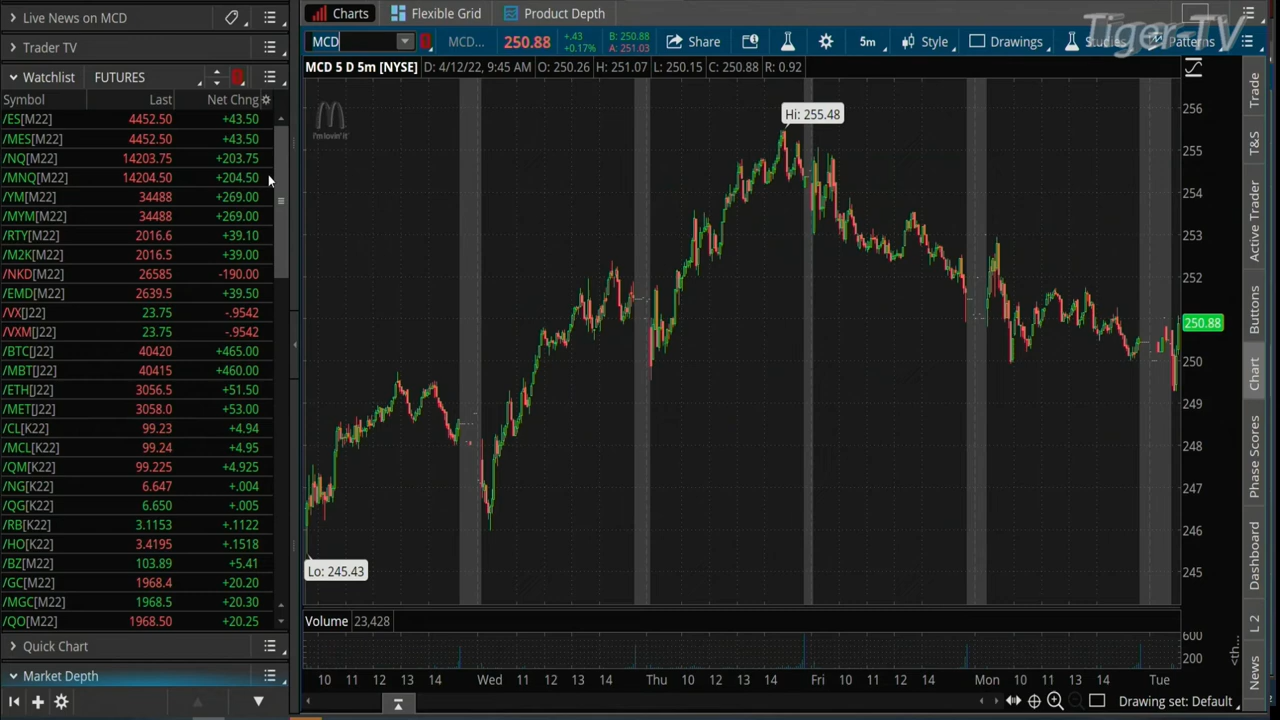 Live News on MCD
Trader TV
Watchlist FUTURES
Symbol Last Net Chng
/ES[M22] 4452.50 +43.50
/MES[M22] 4452.50 +43.50
/NQ[M22] 14203.75 +203.75
/MNQ[M22] 14204.50 +204.50
/YM[M22] 34488 +269.00
/MYM[M22] 34488 +269.00
/RTY[M22] 2016.6 +39.10
/M2K[M22] 2016.5 +39.00
/NKD[M22] 26585 -190.00
/EMD[M22] 2639.5 +39.50
/VX[J22] 23.75 -.9542
/VXM[J22] 23.75 -.9542
/BTC[J22] 40420 +465.00
/MBT[J22] 40415 +460.00
/ETH[J22] 3056.5 +51.50
/MET[J22] 3058.0 +53.00
/CL[K22] 99.23 +4.94
/MCL[K22] 99.24 +4.95
/QM[K22] 99.225 +4.925
/NG[K22] 6.647 +.004
/QG[K22] 6.650 +.005
/RB[K22] 3.1153 +.1122
/HO[K22] 3.4195 +.1518
/BZ[M22] 103.89 +5.41
/GC[M22] 1968.4 +20.20
/MGC[M22] 1968.5 +20.30
/QO[M22] 1968.50 +20.25
Quick Chart
Market Depth
Charts Flexible Grid Product Depth
Tiger-TV
MCD MCD... 250.88 +.43 +0.17% B: 250.88 A: 251.03 Share 5m Style Drawings Studies Patterns
MCD 5 D 5m [NYSE] D: 4/12/22, 9:45 AM O: 250.26 H: 251.07 L: 250.15 C: 250.88 R: 0.92
i'm lovin' it
Hi: 255.48
Lo: 245.43
256
255
254
253
252
250.88
250
249
248
247
246
245
Volume 23,428
600
200
10 11 12 13 14 Wed 11 12 13 14 Thu 10 12 13 14 Fri 10 11 12 13 14 Mon 10 11 12 13 14 Tue
Drawing set: Default
Trade
T&S
Active Trader
Buttons
Chart
Phase Scores
Dashboard
L 2
News
<th...